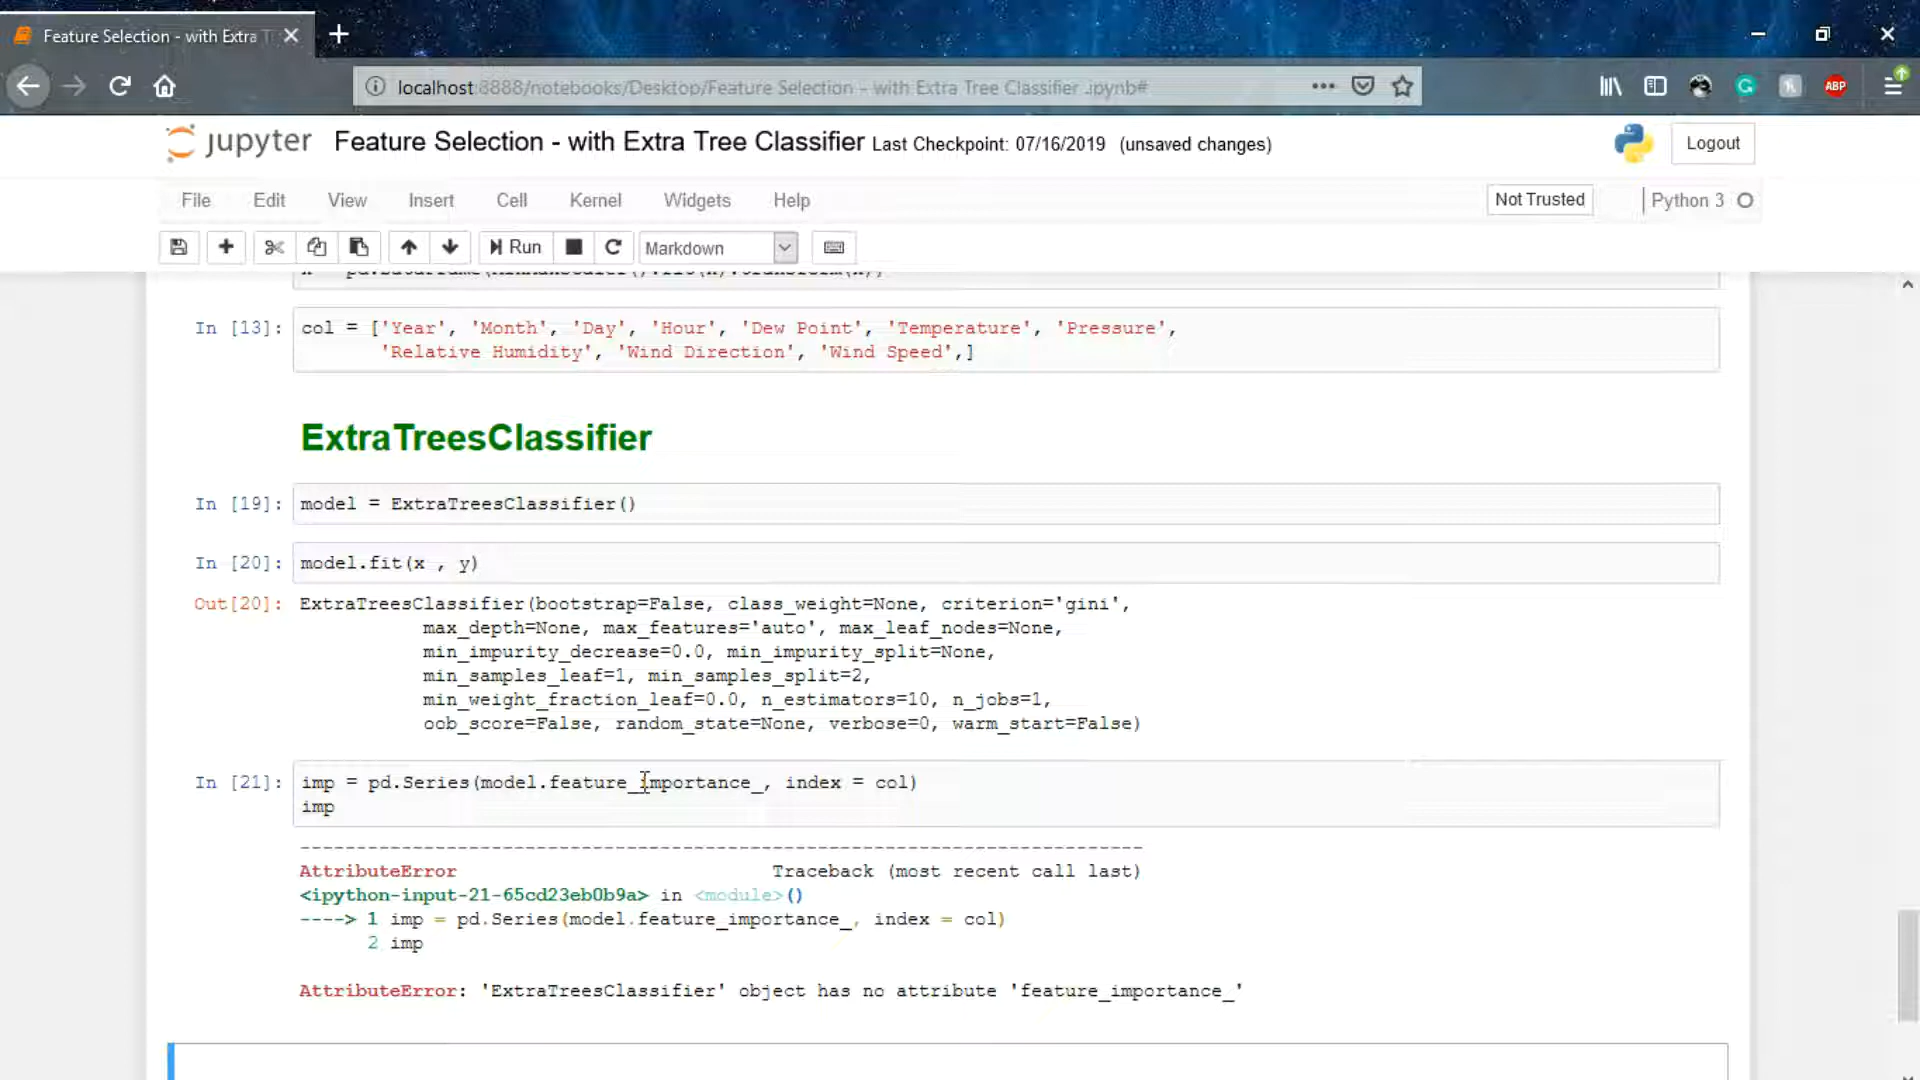 Feature Selection - with Extra T
localhost:8888/notebooks/Desktop/Feature Selection - with Extra Tree Classifier .ipynb#
ABP
jupyter Feature Selection - with Extra Tree Classifier Last Checkpoint: 07/16/2019 (unsaved changes)
Logout
File Edit View Insert Cell Kernel Widgets Help
Not Trusted
Python 3
Run
Markdown
In [13]: col = ['Year', 'Month', 'Day', 'Hour', 'Dew Point', 'Temperature', 'Pressure',
'Relative Humidity', 'Wind Direction', 'Wind Speed',]
ExtraTreesClassifier
In [19]: model = ExtraTreesClassifier()
In [20]: model.fit(x , y)
Out[20]: ExtraTreesClassifier(bootstrap=False, class_weight=None, criterion='gini',
max_depth=None, max_features='auto', max_leaf_nodes=None,
min_impurity_decrease=0.0, min_impurity_split=None,
min_samples_leaf=1, min_samples_split=2,
min_weight_fraction_leaf=0.0, n_estimators=10, n_jobs=1,
oob_score=False, random_state=None, verbose=0, warm_start=False)
In [21]: imp = pd.Series(model.feature_importance_, index = col)
imp
---------------------------------------------------------------------------
AttributeError Traceback (most recent call last)
<ipython-input-21-65cd23eb0b9a> in <module>()
----> 1 imp = pd.Series(model.feature_importance_, index = col)
2 imp
AttributeError: 'ExtraTreesClassifier' object has no attribute 'feature_importance_'